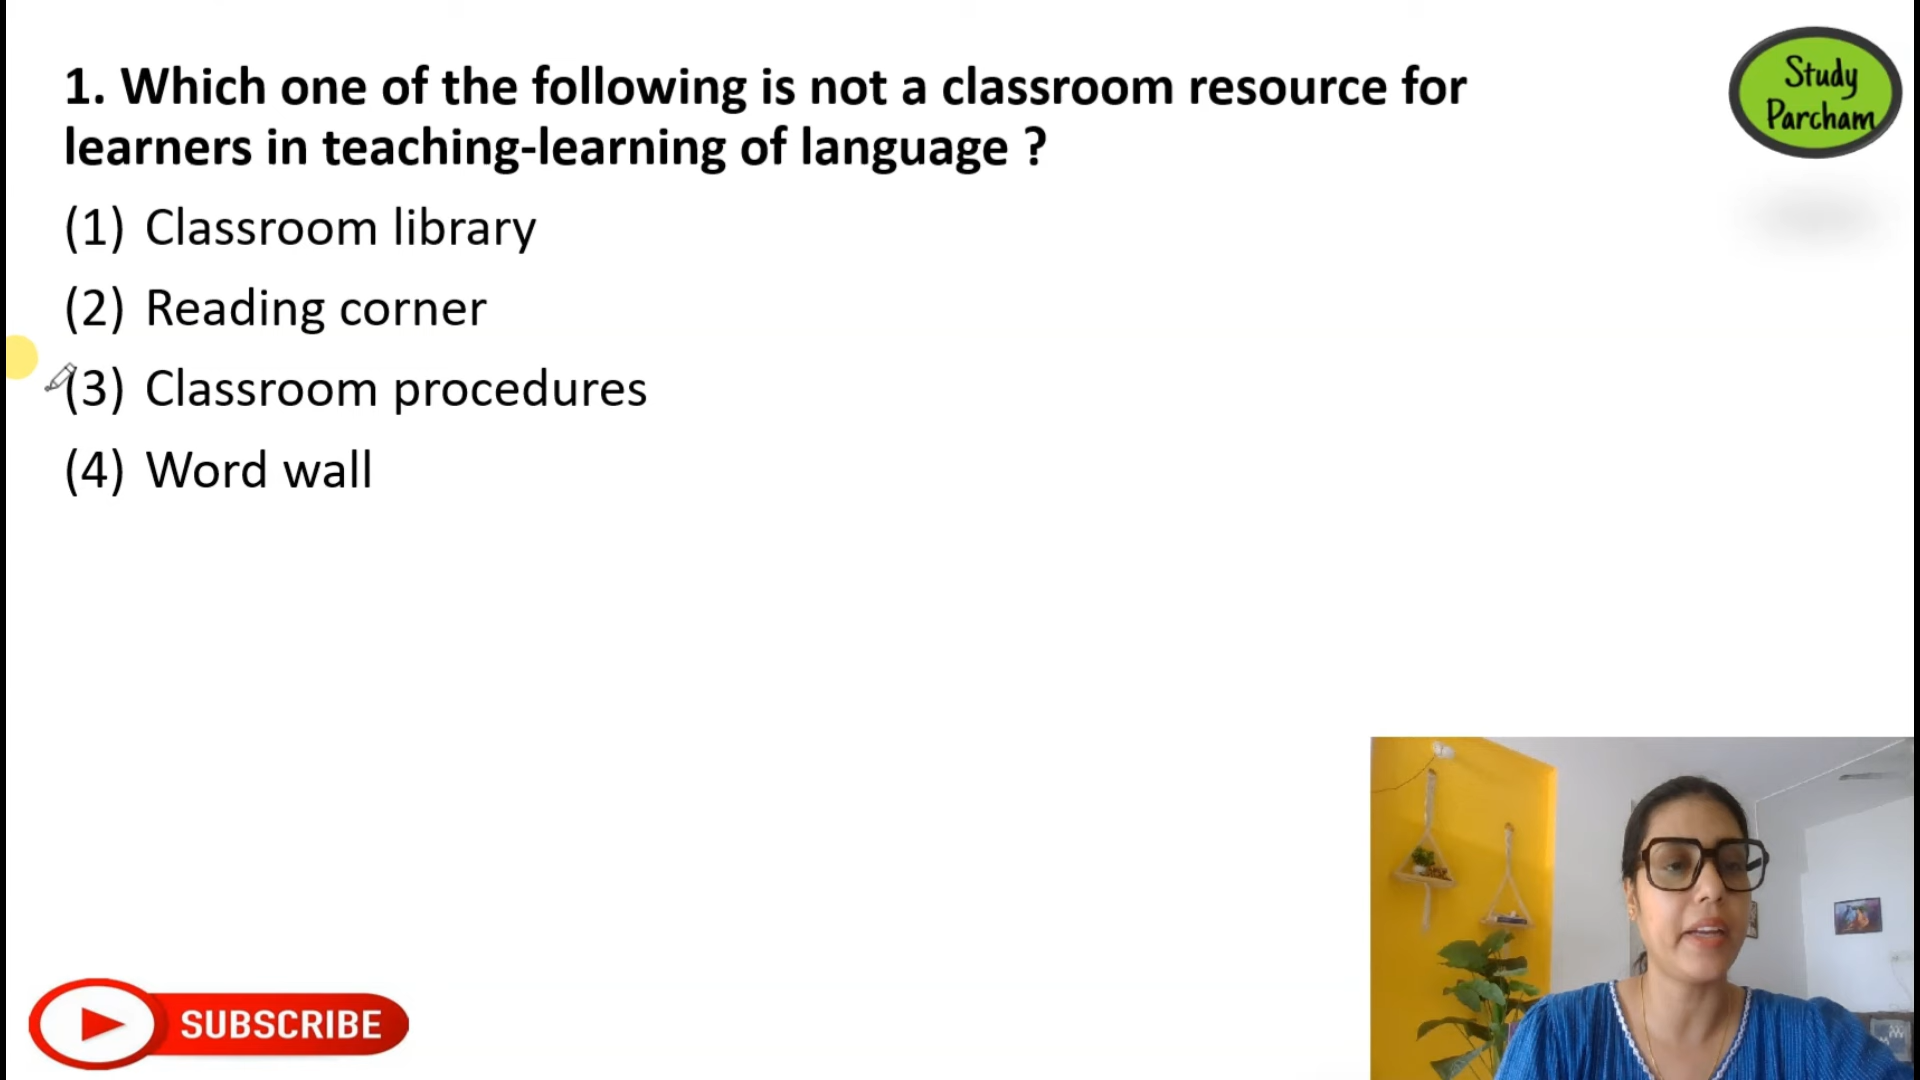 1. Which one of the following is not a classroom resource for
learners in teaching-learning of language ?
(1) Classroom library
(2) Reading corner
(3) Classroom procedures
(4) Word wall
Study
Parcham
SUBSCRIBE